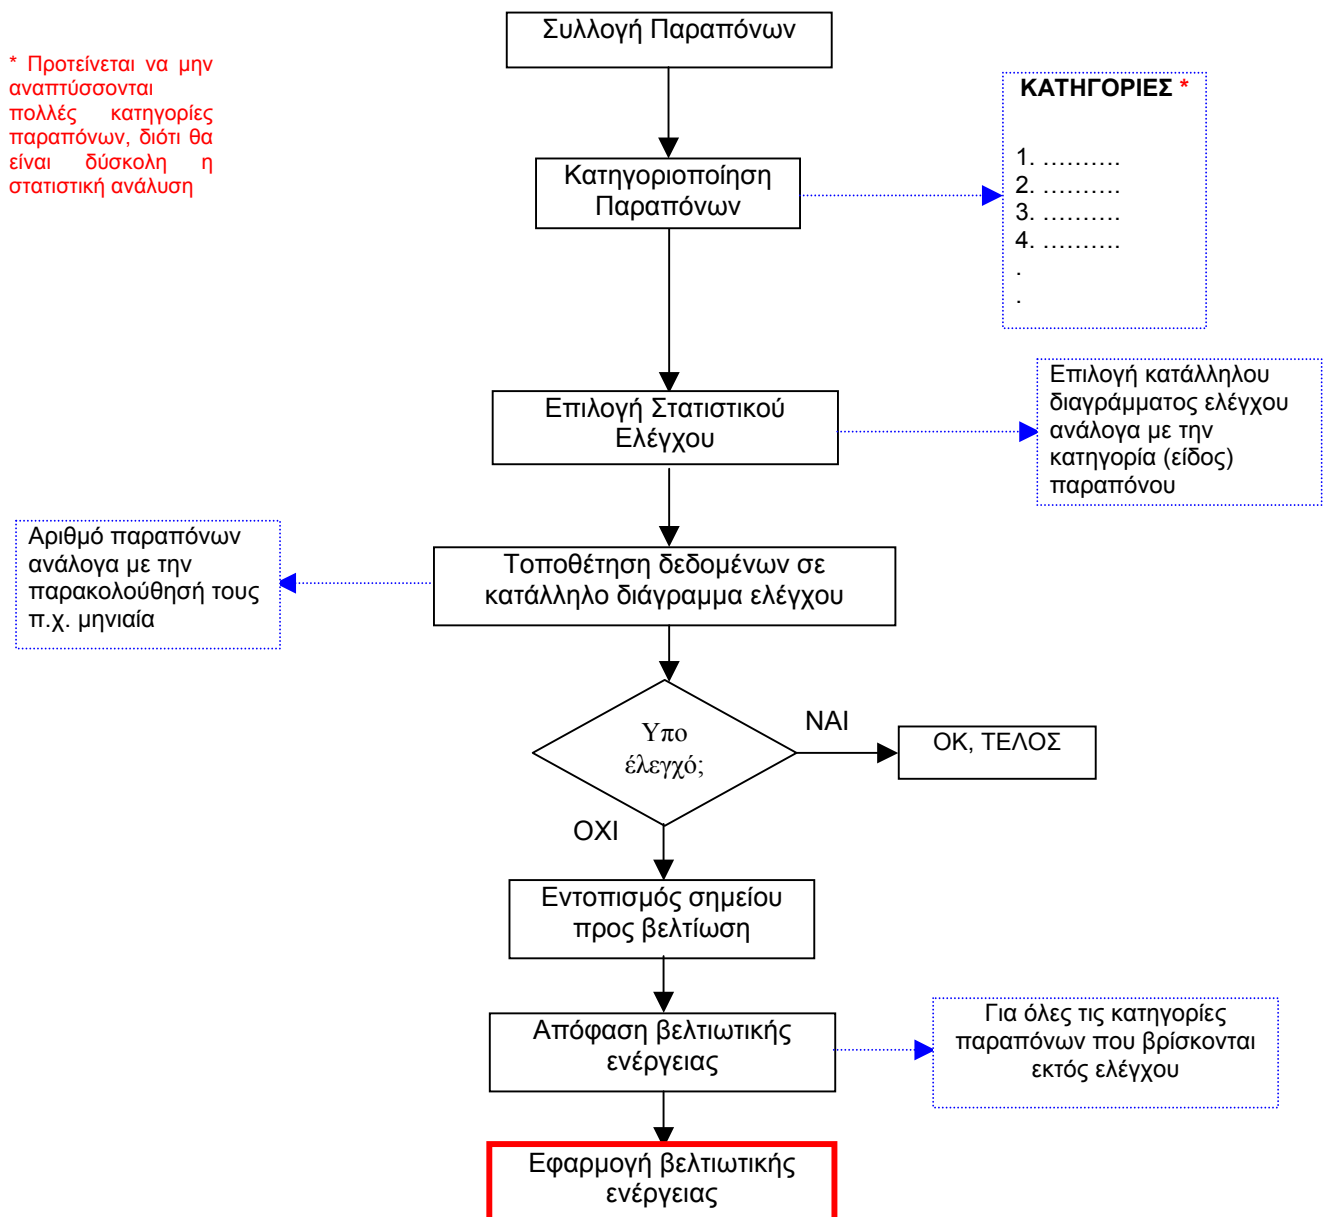 Συλλογή Παραπόνων
* Προτείνεται να μην
αναπτύσσονται
πολλές κατηγορίες
παραπόνων, διότι θα
είναι δύσκολη η
στατιστική ανάλυση
ΚΑΤΗΓΟΡΙΕΣ *
1. ……….
2. ……….
3. ……….
4. ……….
.
.
Κατηγοριοποίηση
Παραπόνων
Επιλογή Στατιστικού
Ελέγχου
Επιλογή κατάλληλου
διαγράμματος ελέγχου
ανάλογα με την
κατηγορία (είδος)
παραπόνου
Αριθμό παραπόνων
ανάλογα με την
παρακολούθησή τους
π.χ. μηνιαία
Τοποθέτηση δεδομένων σε
κατάλληλο διάγραμμα ελέγχου
Υπο
έλεγχό;
ΝΑΙ
ΟΚ, ΤΕΛΟΣ
ΟΧΙ
Εντοπισμός σημείου
προς βελτίωση
Απόφαση βελτιωτικής
ενέργειας
Για όλες τις κατηγορίες
παραπόνων που βρίσκονται
εκτός ελέγχου
Εφαρμογή βελτιωτικής
ενέργειας